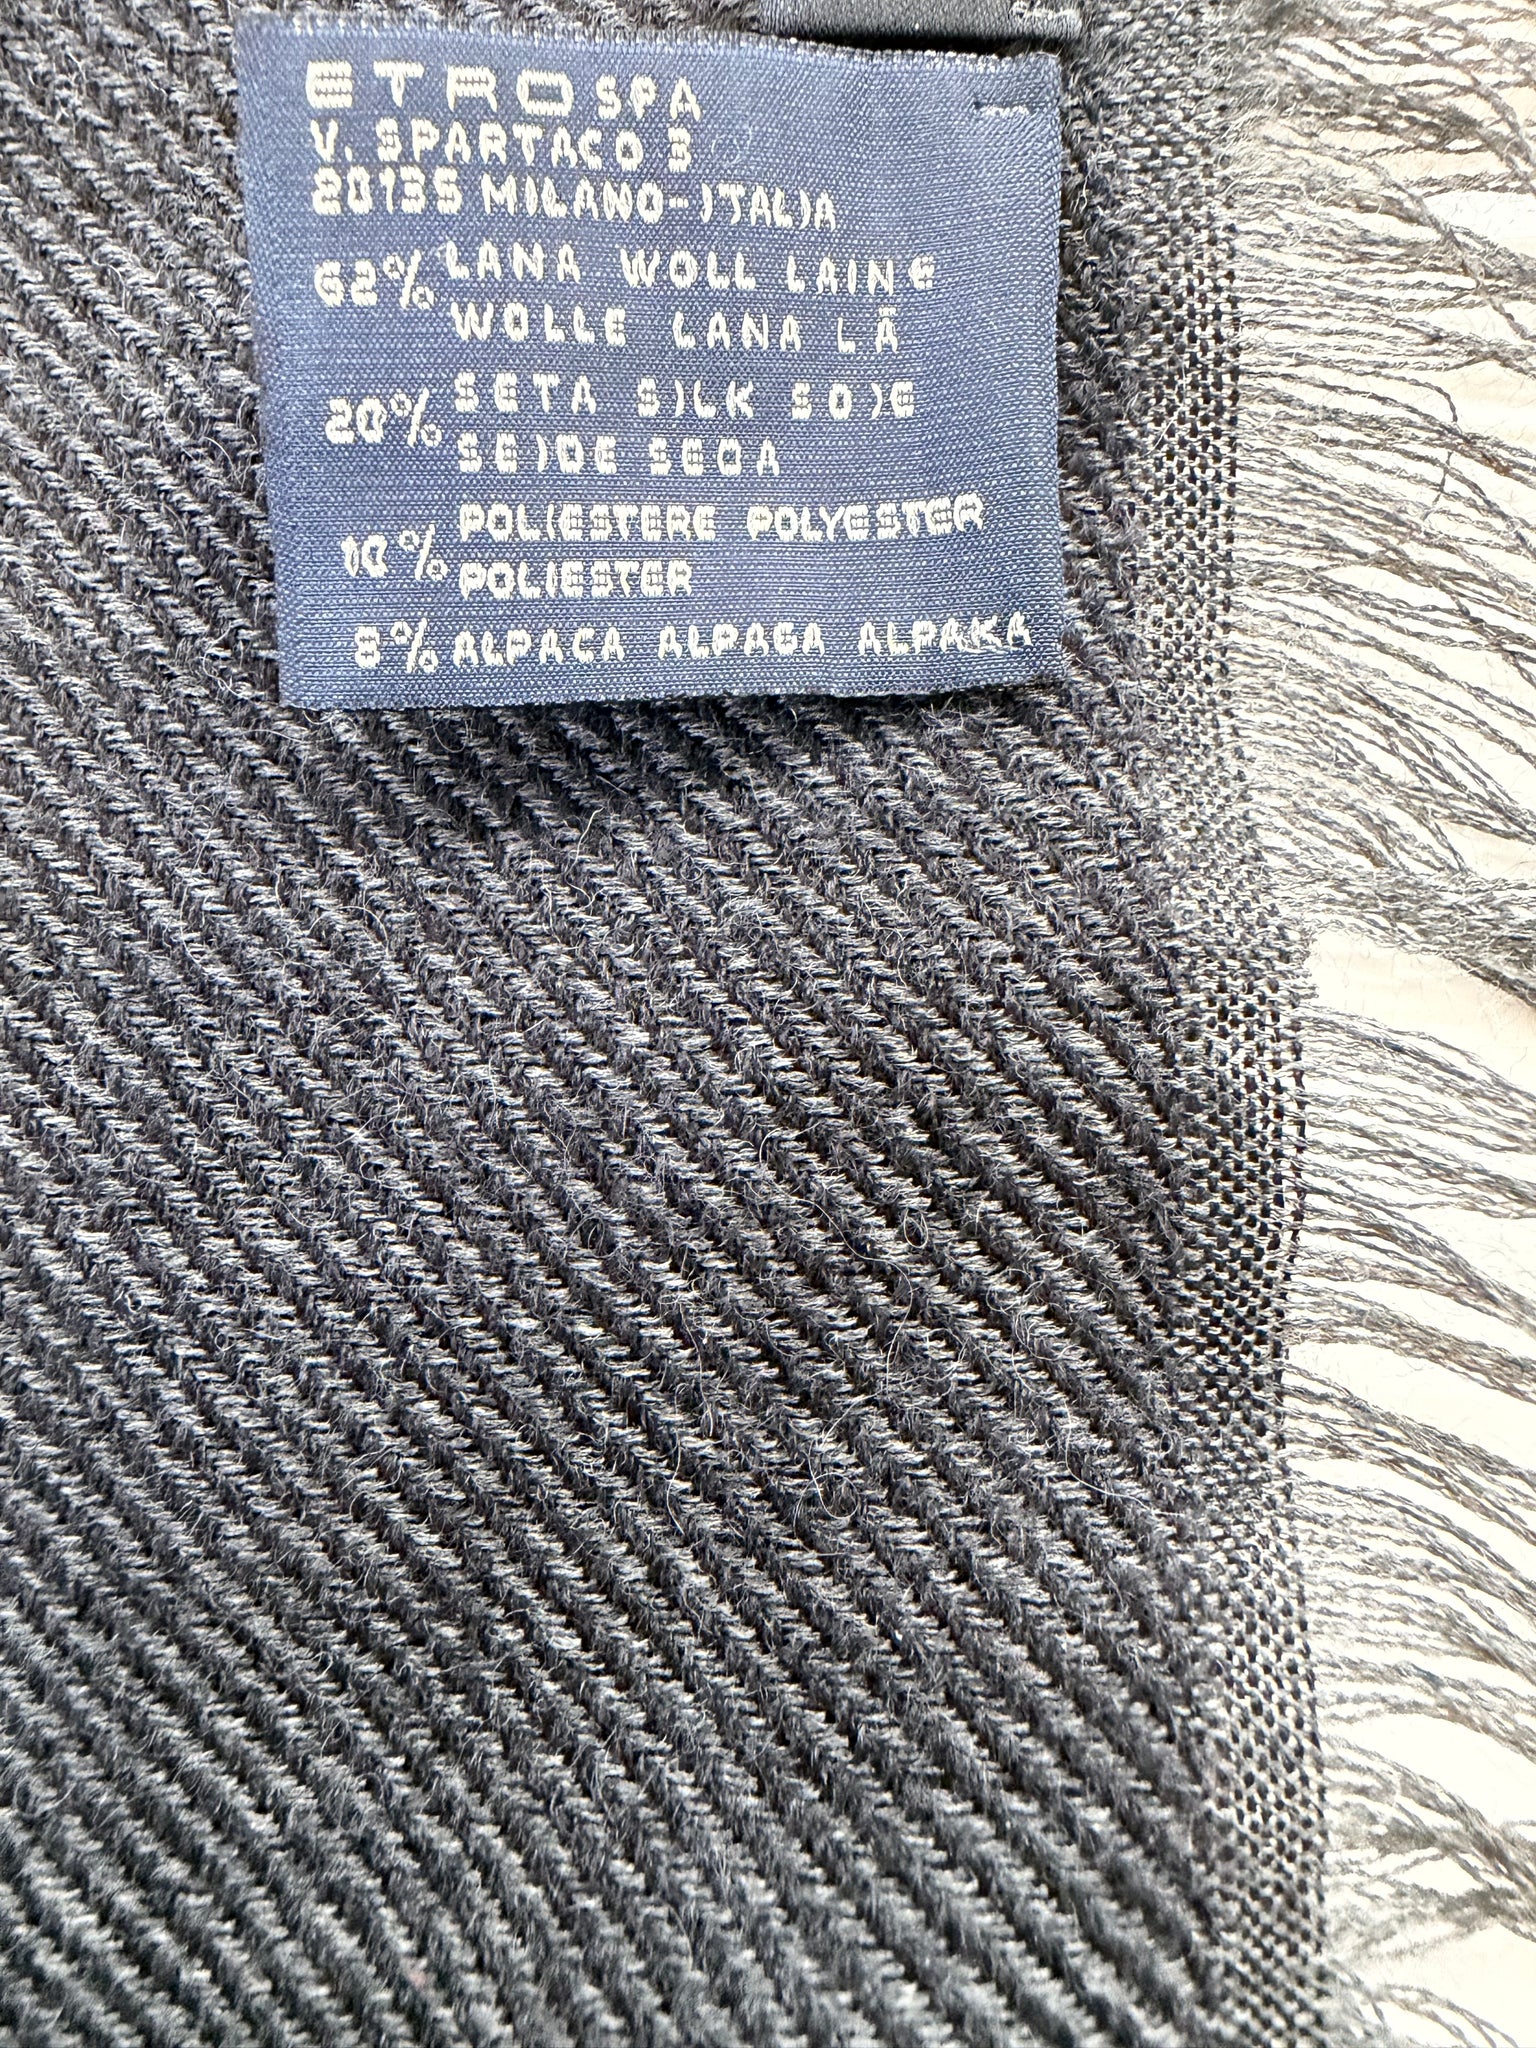 ETRO SPA
V. SPARTACO 3
20135 MILANO-ITALIA
62% LANA WOLL LAINE
WOLLE LANA LÃ
20% SETA SILK SOIE
SEIDE SEDA
10% POLIESTERE POLYESTER
POLIESTER
8% ALPACA ALPAGA ALPAKA